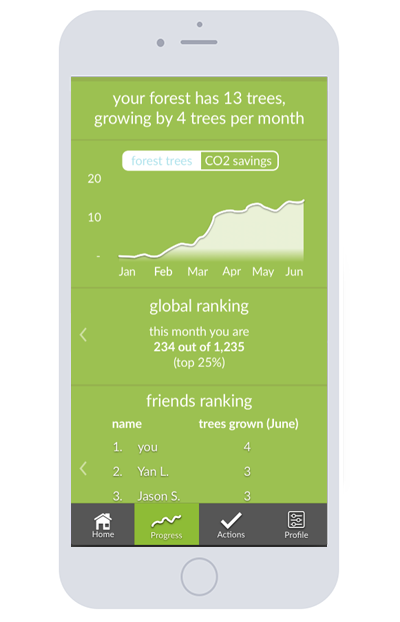 your forest has 13 trees,
growing by 4 trees per month
forest trees CO2 savings
20
10
-
Jan Feb Mar Apr May Jun
global ranking
this month you are
234 out of 1,235
(top 25%)
friends ranking
name trees grown (June)
1. you 4
2. Yan L. 3
3. Jason S. 3
Home Progress Actions Profile